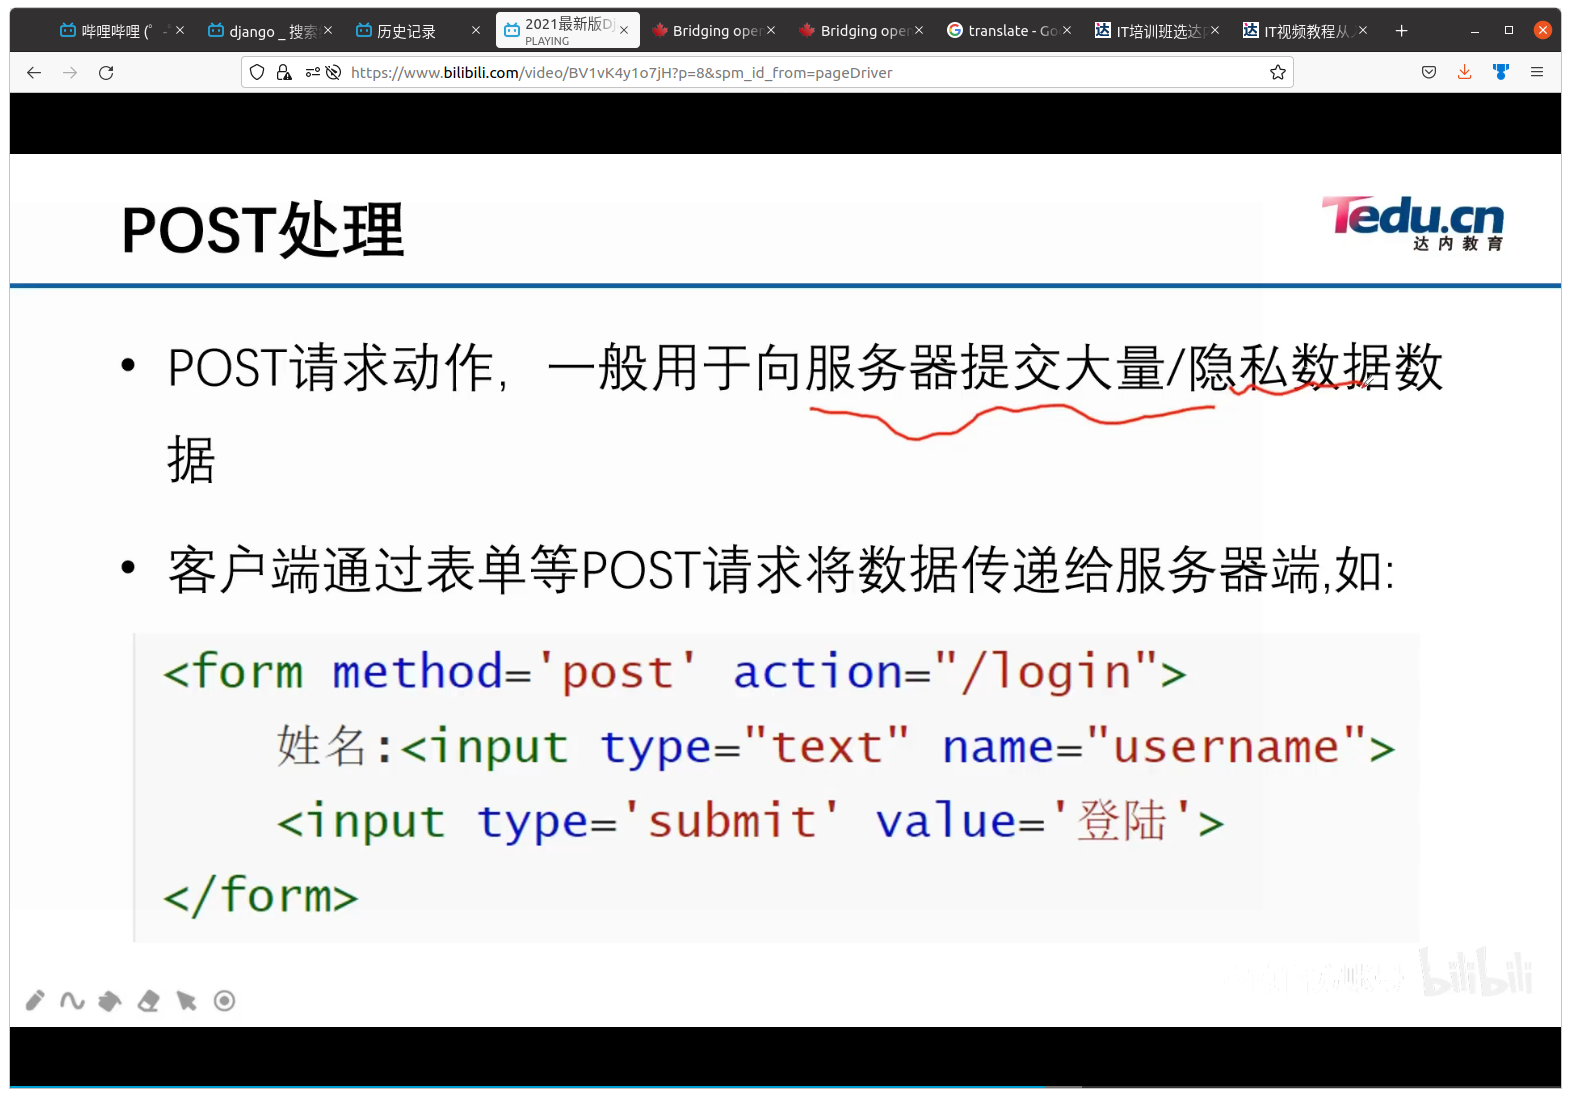 哔哩哔哩 (゜-゜
django _ 搜索
历史记录
2021最新版Dj
PLAYING
Bridging oper
Bridging oper
translate - Go
IT培训班选达内
IT视频教程从入
https://www.bilibili.com/video/BV1vK4y1o7jH?p=8&spm_id_from=pageDriver
POST处理
Tedu.cn
达内教育
• POST请求动作，一般用于向服务器提交大量/隐私数据数
据
• 客户端通过表单等POST请求将数据传递给服务器端,如:
<form method='post' action="/login">
姓名:<input type="text" name="username">
<input type='submit' value='登陆'>
</form>
bilibili